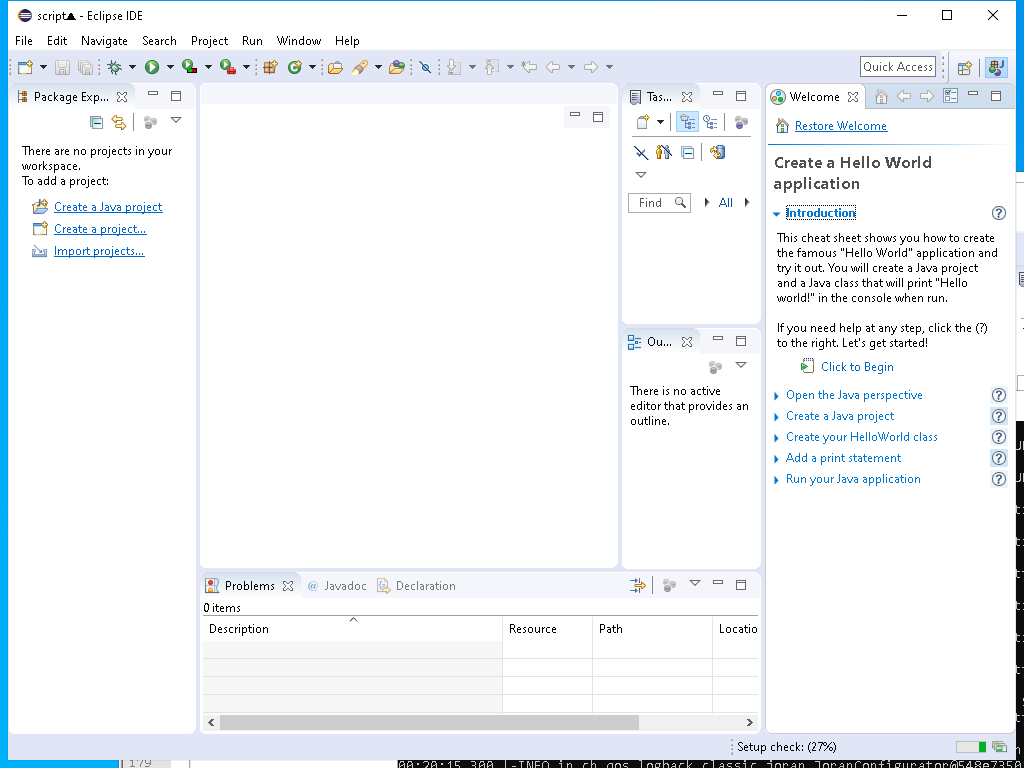 script▲ - Eclipse IDE
File Edit Navigate Search Project Run Window Help
Quick Access
Package Exp...
There are no projects in your
workspace.
To add a project:
Create a Java project
Create a project...
Import projects...
Tas...
Find
All
Ou...
There is no active
editor that provides an
outline.
Welcome
Restore Welcome
Create a Hello World
application
Introduction
This cheat sheet shows you how to create
the famous "Hello World" application and
try it out. You will create a Java project
and a Java class that will print "Hello
world!" in the console when run.
If you need help at any step, click the (?)
to the right. Let's get started!
Click to Begin
Open the Java perspective
Create a Java project
Create your HelloWorld class
Add a print statement
Run your Java application
Problems @ Javadoc Declaration
0 items
Description Resource Path Locatio
Setup check: (27%)
179
00:20:15,300 |-INFO in ch.qos.logback.classic.joran.JoranConfigurator@548e7350